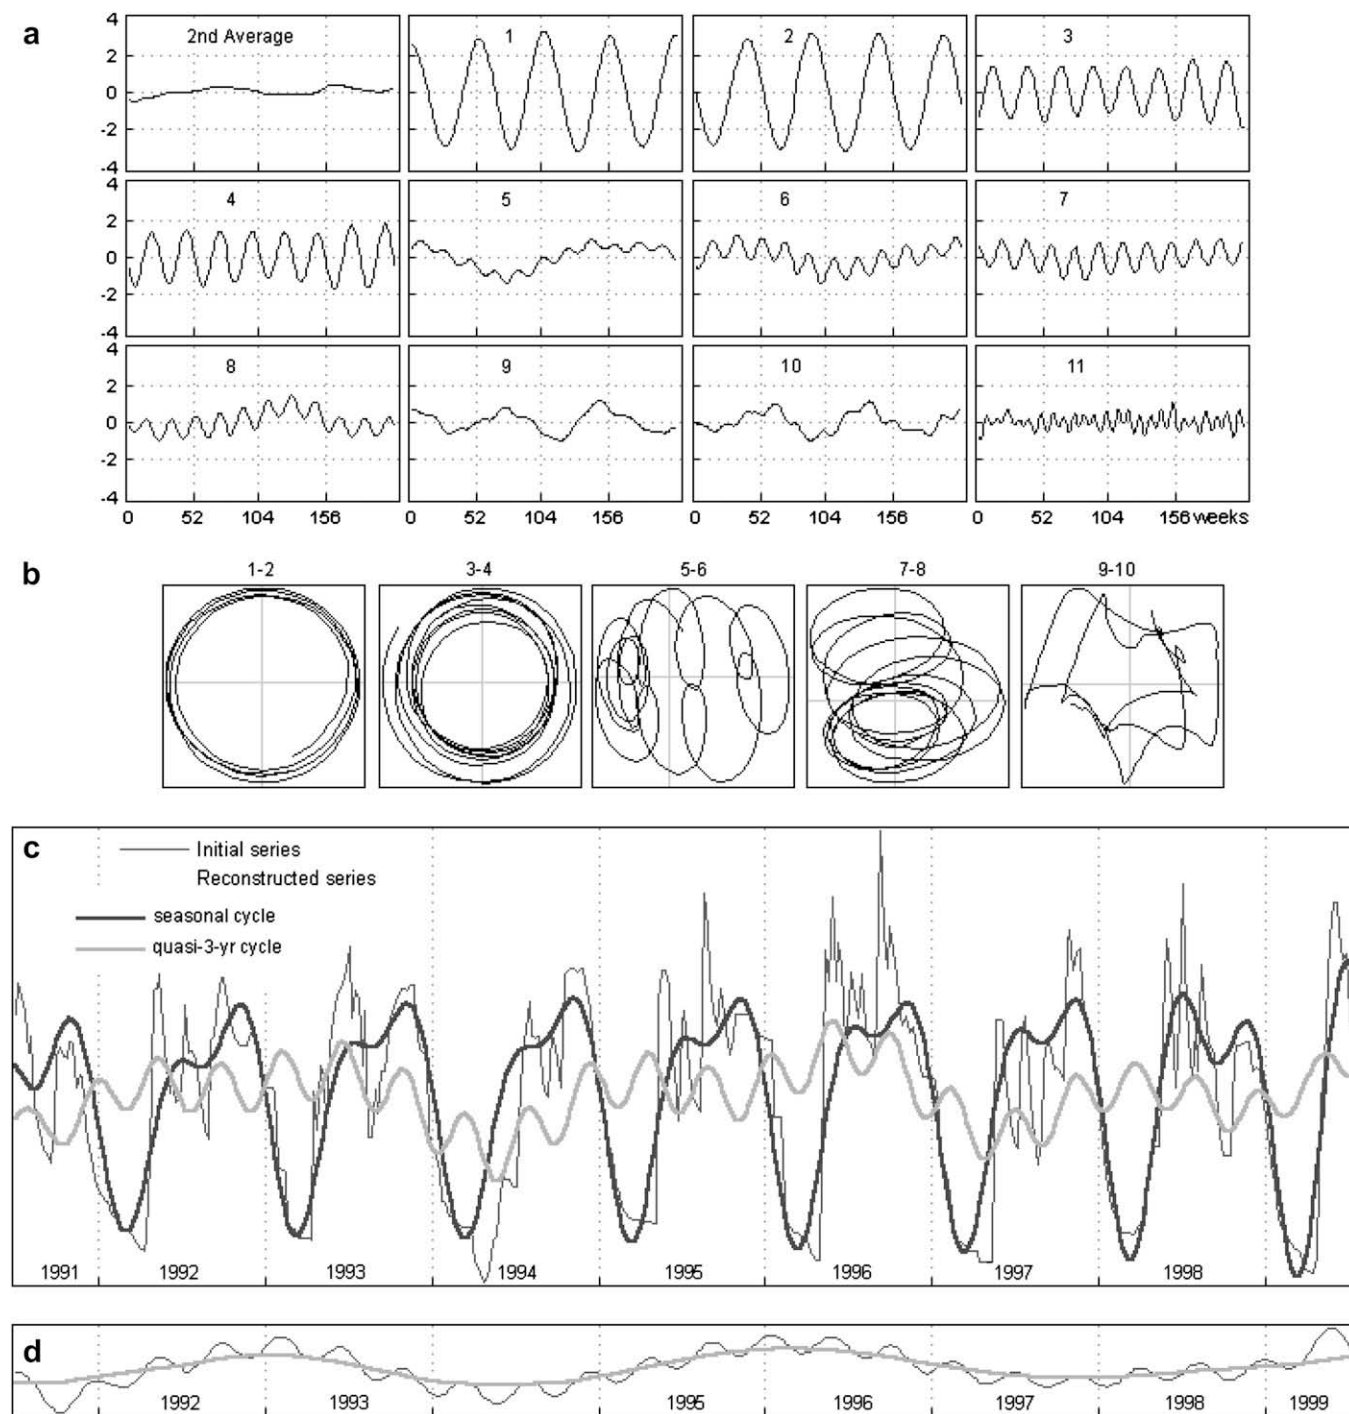 a
2nd Average
1
2
3
4
2
0
-2
-4
4
5
6
7
4
2
0
-2
-4
8
9
10
11
4
2
0
-2
-4
0 52 104 156 0 52 104 156 0 52 104 156 0 52 104 156 weeks
b
1-2 3-4 5-6 7-8 9-10
c
Initial series
Reconstructed series
seasonal cycle
quasi-3-yr cycle
1991 1992 1993 1994 1995 1996 1997 1998
d
1992 1993 1995 1996 1997 1998 1999